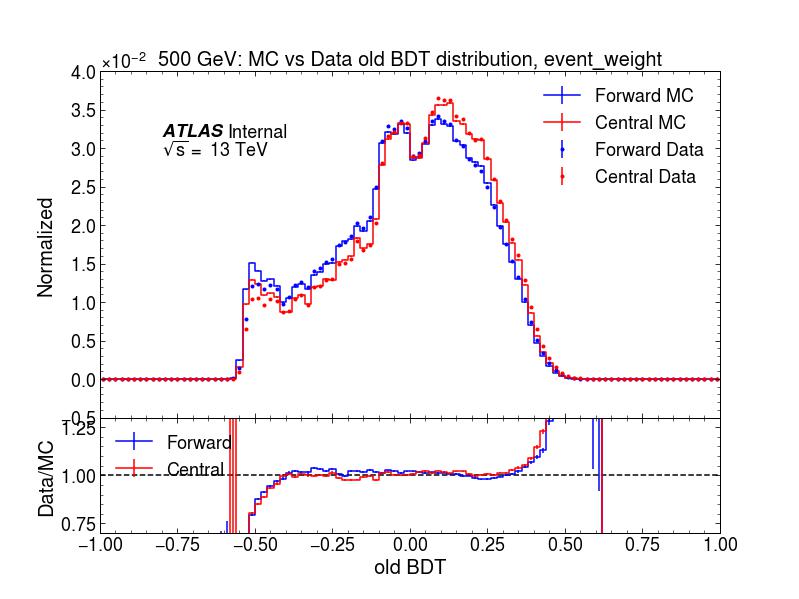 ×10⁻² 500 GeV: MC vs Data old BDT distribution, event_weight
4.0
3.5
3.0
2.5
2.0
1.5
1.0
0.5
0.0
−0.5
Normalized
ATLAS Internal
√s = 13 TeV
Forward MC
Central MC
Forward Data
Central Data
1.25
1.00
0.75
Data/MC
Forward
Central
−1.00 −0.75 −0.50 −0.25 0.00 0.25 0.50 0.75 1.00
old BDT